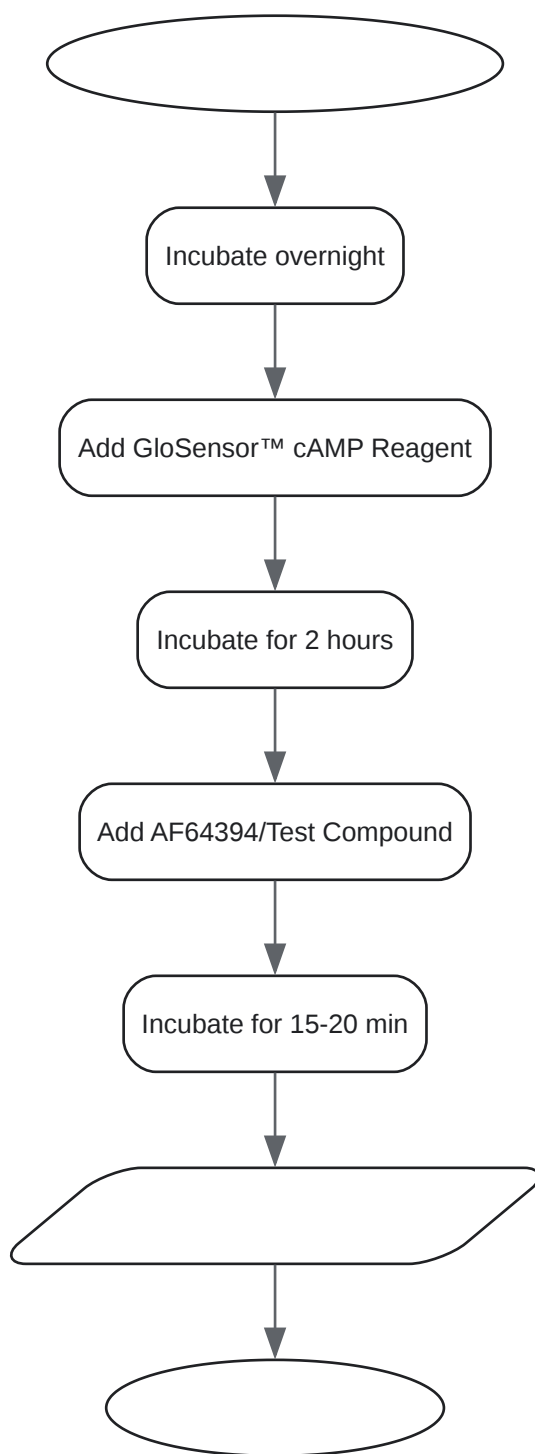 Incubate overnight
Add GloSensor™ cAMP Reagent
Incubate for 2 hours
Add AF64394/Test Compound
Incubate for 15-20 min